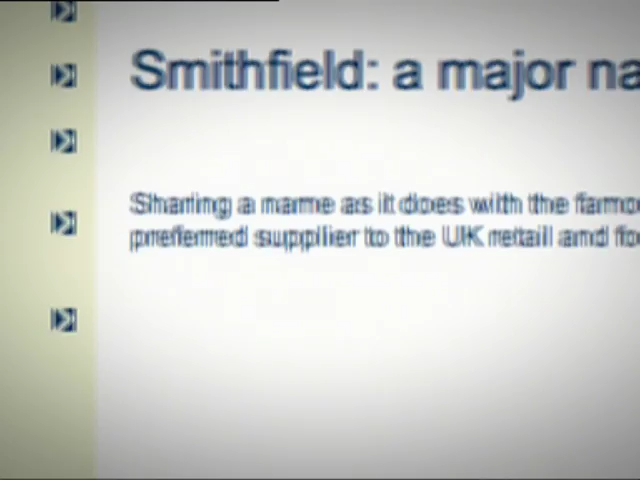 Smithfield: a major na
Sharing a name as it does with the famo
preferred supplier to the UK retail and fo